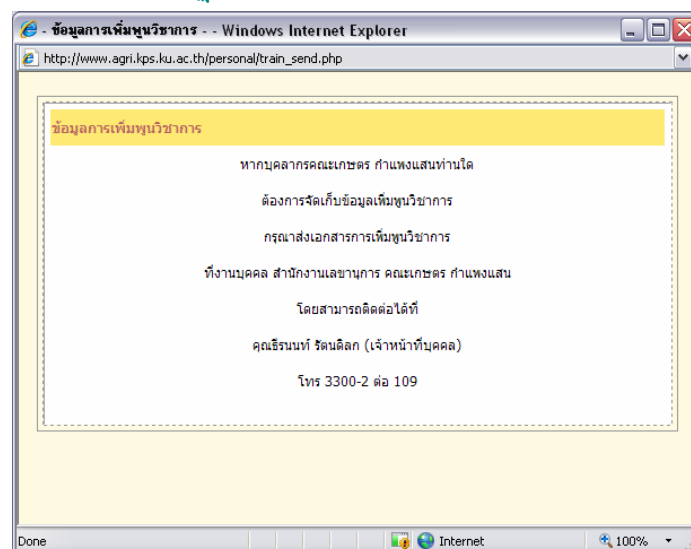 - ข้อมูลการเพิ่มพูนวิชาการ - - Windows Internet Explorer
http://www.agri.kps.ku.ac.th/personal/train_send.php
ข้อมูลการเพิ่มพูนวิชาการ
หากบุคลากรคณะเกษตร กำแพงแสนท่านใด
ต้องการจัดเก็บข้อมูลเพิ่มพูนวิชาการ
กรุณาส่งเอกสารการเพิ่มพูนวิชาการ
ที่งานบุคคล สำนักงานเลขานุการ คณะเกษตร กำแพงแสน
โดยสามารถติดต่อได้ที่
คุณธีรนนท์ รัตนดิลก (เจ้าหน้าที่บุคคล)
โทร 3300-2 ต่อ 109
Done Internet 100%